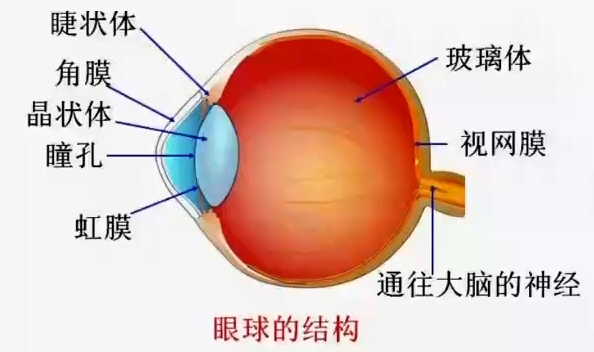 睫状体
角膜
晶状体
瞳孔
虹膜
玻璃体
视网膜
通往大脑的神经
眼球的结构